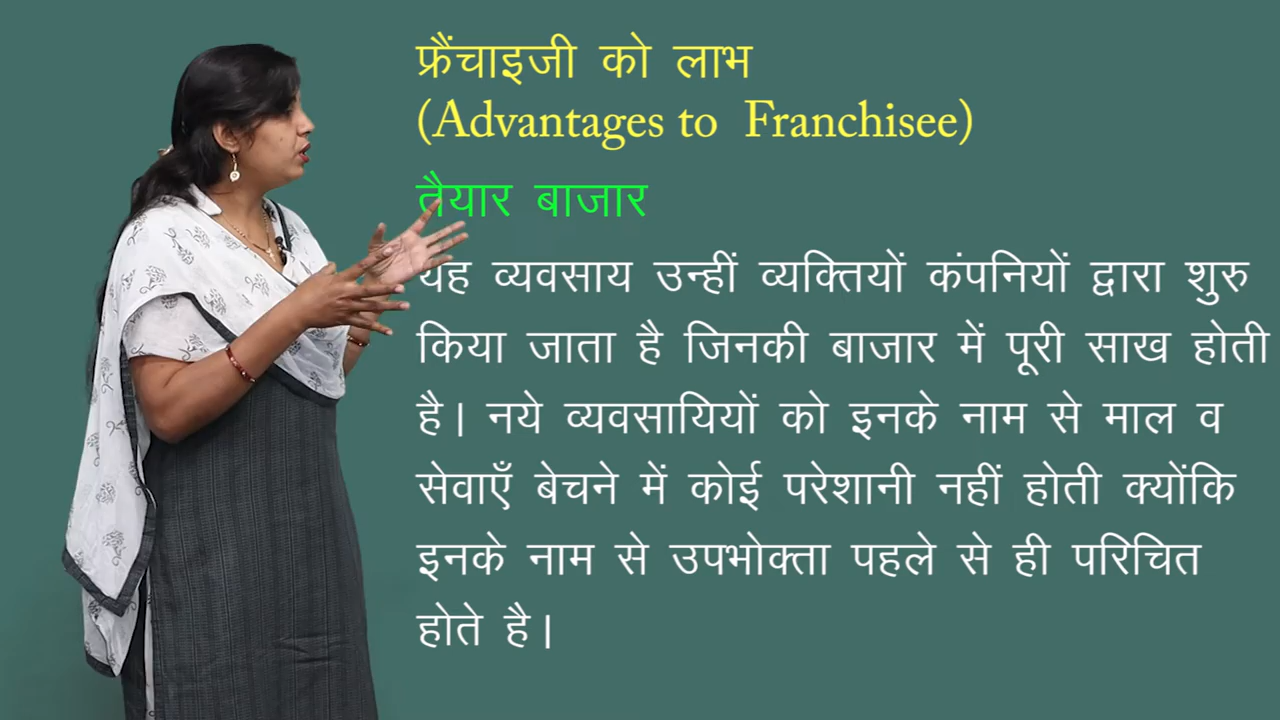 फ्रैंचाइजी को लाभ
(Advantages to Franchisee)
तैयार बाजार
यह व्यवसाय उन्हीं व्यक्तियों कंपनियों द्वारा शुरु
किया जाता है जिनकी बाजार में पूरी साख होती
है। नये व्यवसायियों को इनके नाम से माल व
सेवाएँ बेचने में कोई परेशानी नहीं होती क्योंकि
इनके नाम से उपभोक्ता पहले से ही परिचित
होते है।